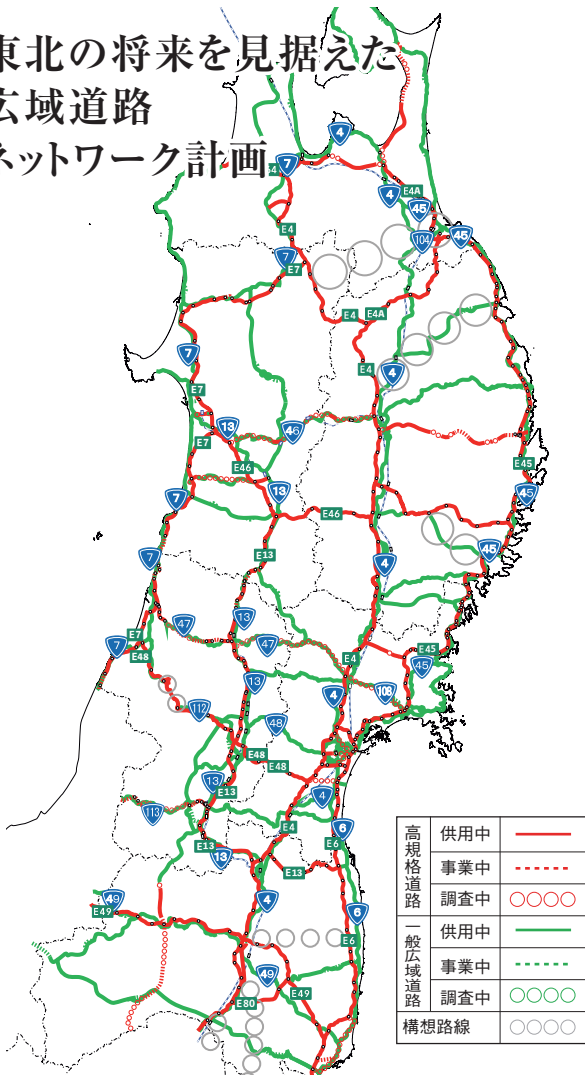 東北の将来を見据えた
広域道路
ネットワーク計画
4
7
E4
4
E4A
45
104
45
E4
7
E7
E4
E4A
E4
4
7
E7
13
46
E7
E46
E45
13
7
45
E46
E13
45
4
7
47
13
E7
7
E48
47
E45
E4
45
13
4
108
112
48
E48
E48
13
E13
4
113
E4
6
E6
E13
13
E13
49
E49
4
6
E6
49
E49
E80
高規格道路
供用中
事業中
調査中
一般広域道路
供用中
事業中
調査中
構想路線